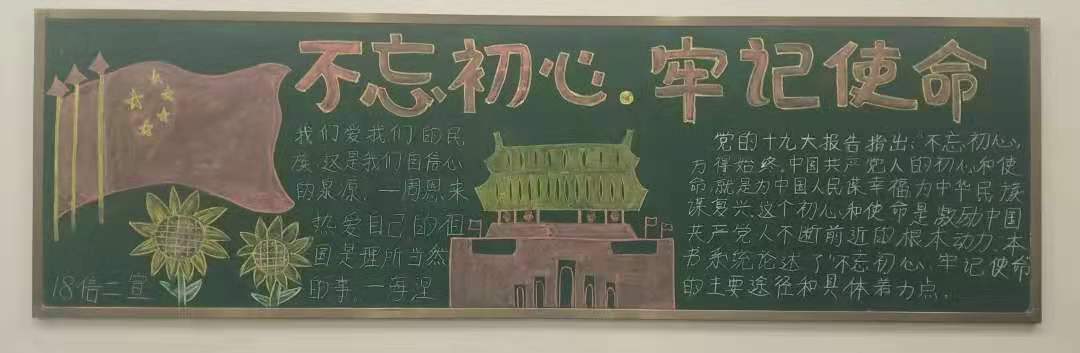 不忘初心.牢记使命
我们爱我们的民
族,这是我们自信心
的泉源.一周恩来
热爱自己的祖
国是理所当然
的事.一海涅
18信二宣
党的十九大报告指出:不忘初心,
方得始终.中国共产党人的初心和使
命,就是为中国人民谋幸福为中华民族
谋复兴.这个初心和使命是激励中国
共产党人不断前近的根本动力.本
书系统论述了不忘初心、牢记使命
的主要途径和具体着力点.